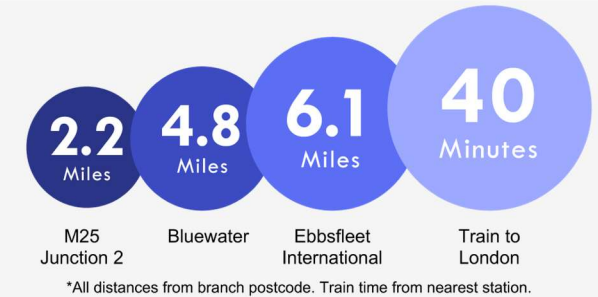 2.2
Miles
4.8
Miles
6.1
Miles
40
Minutes
M25
Junction 2
Bluewater
Ebbsfleet
International
Train to
London
*All distances from branch postcode. Train time from nearest station.